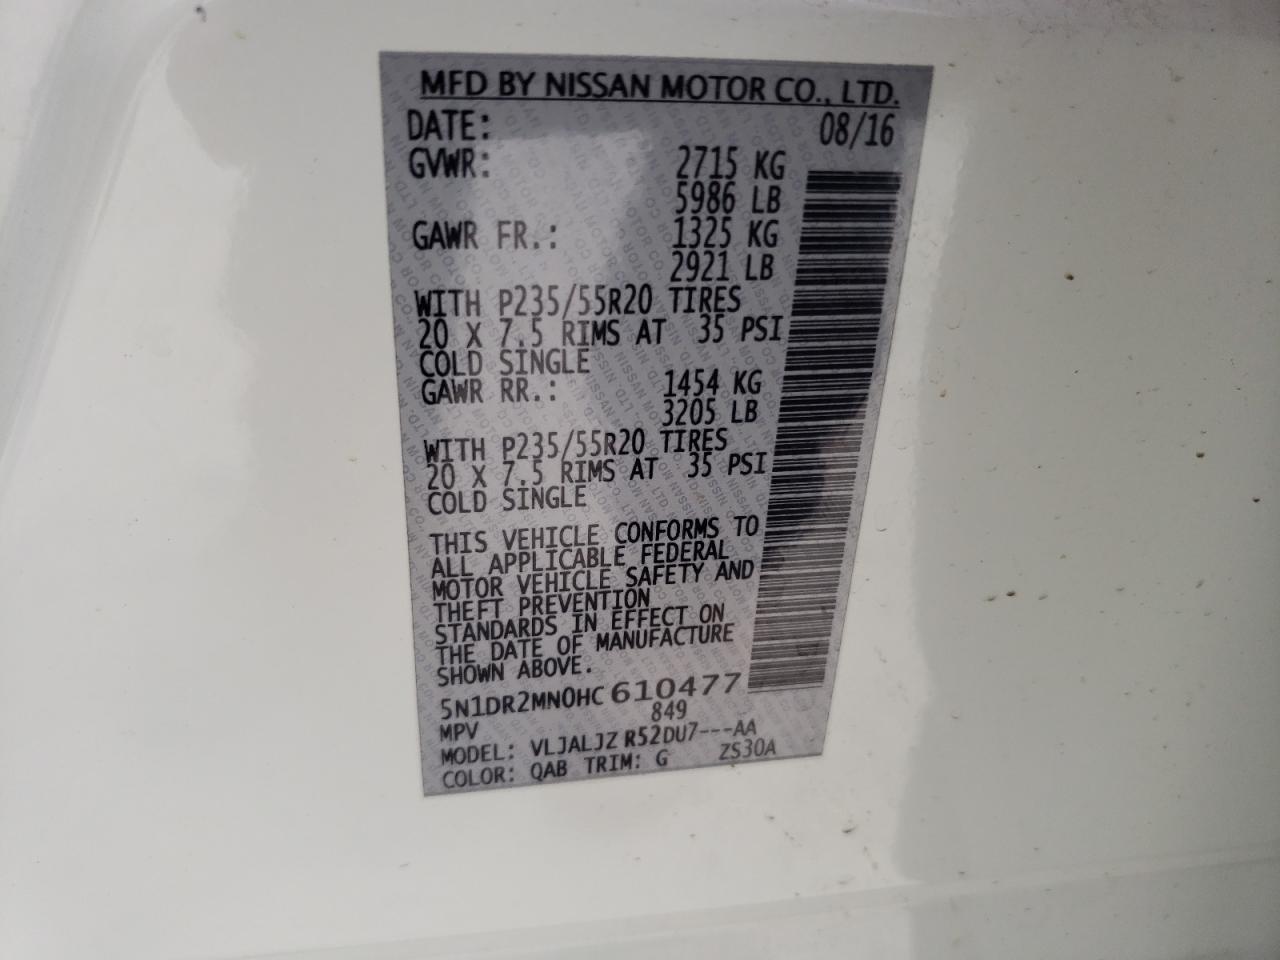 MFD BY NISSAN MOTOR CO., LTD.
DATE: 08/16
GVWR: 2715 KG
5986 LB
GAWR FR.: 1325 KG
2921 LB
WITH P235/55R20 TIRES
20 X 7.5 RIMS AT 35 PSI
COLD SINGLE
GAWR RR.: 1454 KG
3205 LB
WITH P235/55R20 TIRES
20 X 7.5 RIMS AT 35 PSI
COLD SINGLE
THIS VEHICLE CONFORMS TO
ALL APPLICABLE FEDERAL
MOTOR VEHICLE SAFETY AND
THEFT PREVENTION
STANDARDS IN EFFECT ON
THE DATE OF MANUFACTURE
SHOWN ABOVE.
5N1DR2MN0HC610477
MPV 849
MODEL: VLJALJZ R52DU7---AA
COLOR: QAB TRIM: G ZS30A